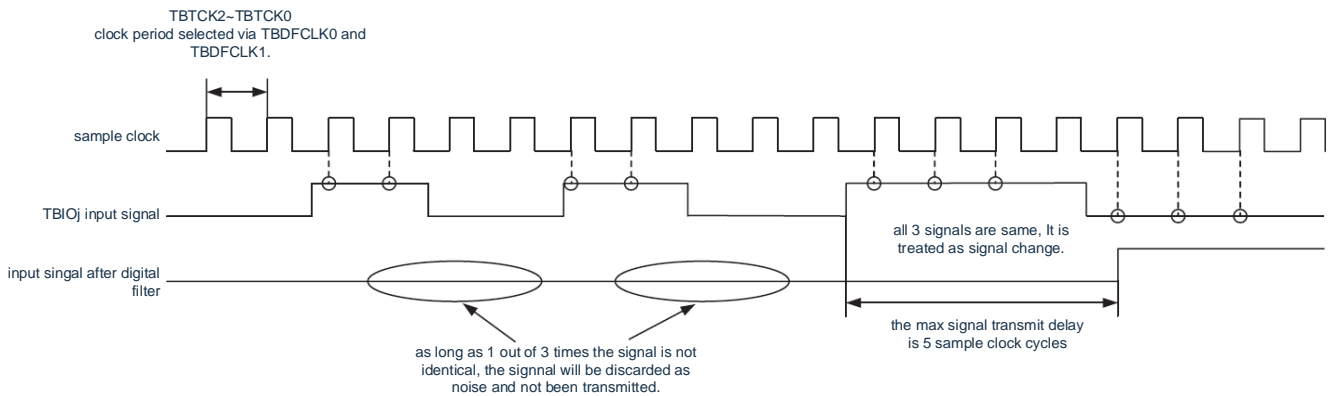 TBTCK2~TBTCK0
clock period selected via TBDFCLK0 and
TBDFCLK1.
sample clock
TBIOj input signal
all 3 signals are same, It is
treated as signal change.
input singal after digital
filter
the max signal transmit delay
is 5 sample clock cycles
as long as 1 out of 3 times the signal is not
identical, the signnal will be discarded as
noise and not been transmitted.